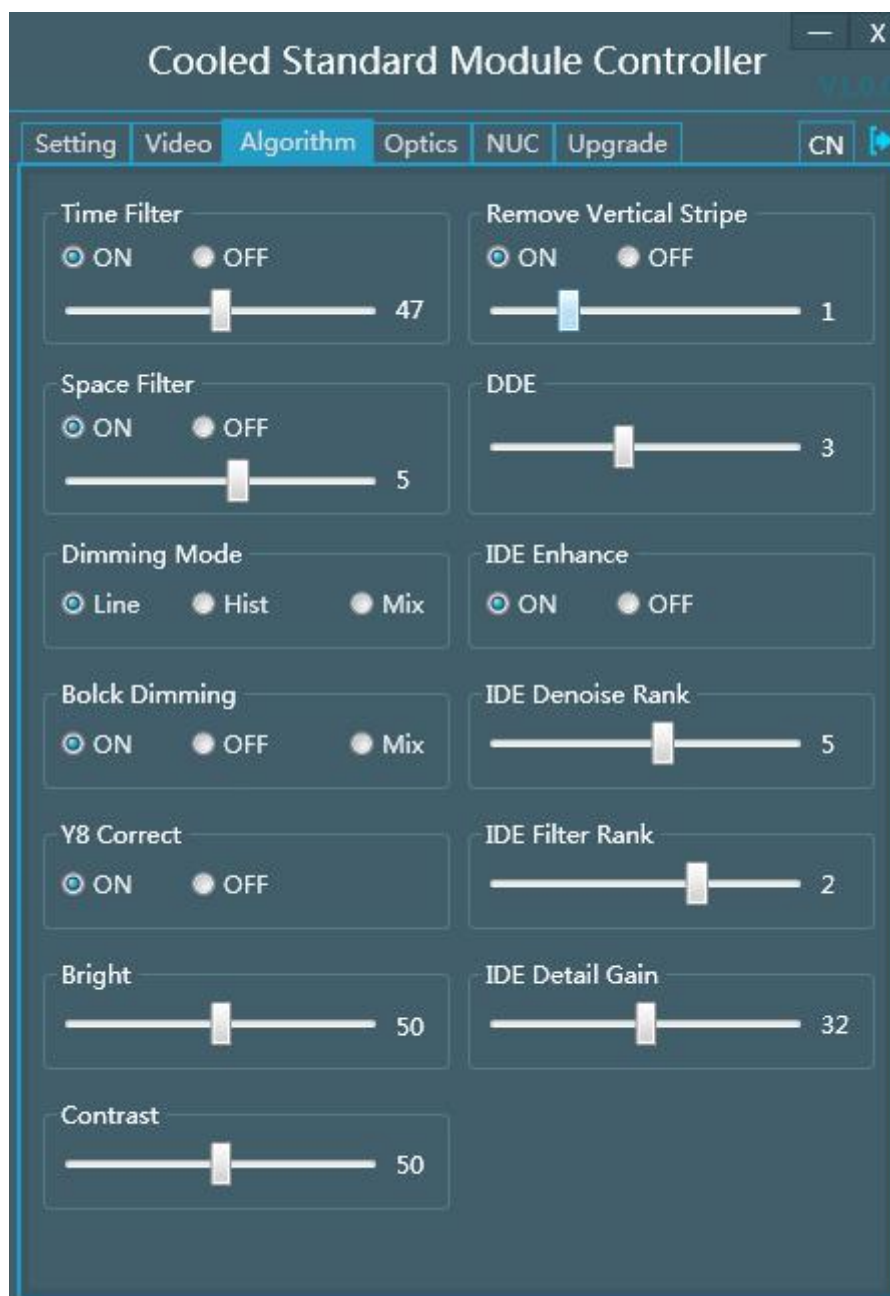 — X
Cooled Standard Module Controller
Setting Video Algorithm Optics NUC Upgrade CN
Time Filter
ON OFF
47
Remove Vertical Stripe
ON OFF
1
Space Filter
ON OFF
5
DDE
3
Dimming Mode
Line Hist Mix
IDE Enhance
ON OFF
Bolck Dimming
ON OFF Mix
IDE Denoise Rank
5
Y8 Correct
ON OFF
IDE Filter Rank
2
Bright
50
IDE Detail Gain
32
Contrast
50